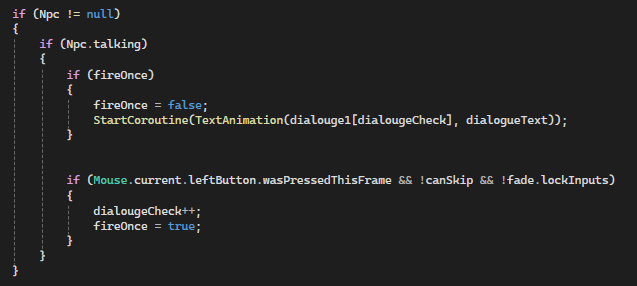 if (Npc != null)
{
if (Npc.talking)
{
if (fireOnce)
{
fireOnce = false;
StartCoroutine(TextAnimation(dialouge1[dialougeCheck], dialogueText));
}
if (Mouse.current.leftButton.wasPressedThisFrame && !canSkip && !fade.lockInputs)
{
dialougeCheck++;
fireOnce = true;
}
}
}